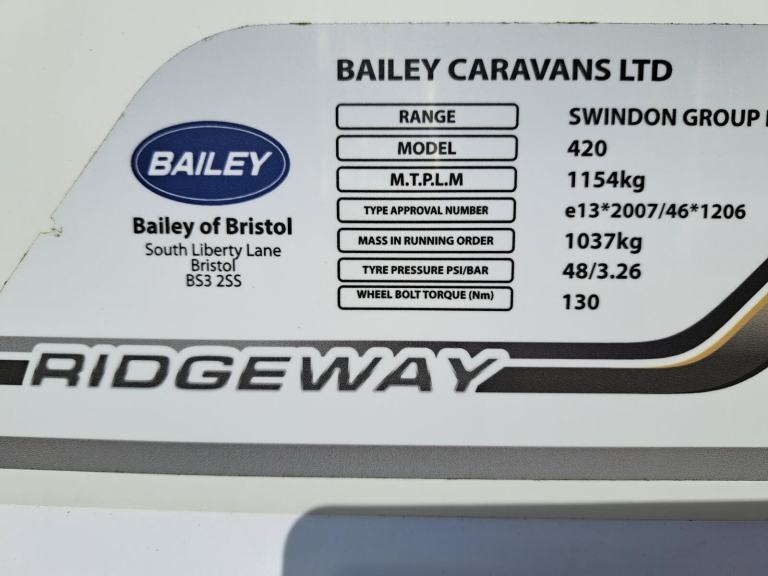 BAILEY CARAVANS LTD
RANGE SWINDON GROUP
MODEL 420
M.T.P.L.M 1154kg
TYPE APPROVAL NUMBER e13*2007/46*1206
MASS IN RUNNING ORDER 1037kg
TYRE PRESSURE PSI/BAR 48/3.26
WHEEL BOLT TORQUE (Nm) 130
BAILEY
Bailey of Bristol
South Liberty Lane
Bristol
BS3 2SS
RIDGEWAY